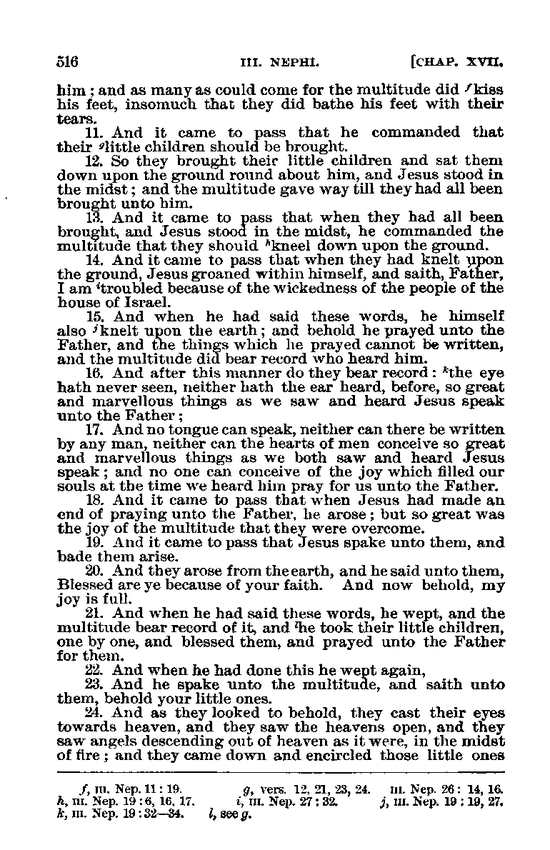 516 III. NEPHI. [CHAP. XVII.
him; and as many as could come for the multitude did ᶠkiss
his feet, insomuch that they did bathe his feet with their
tears.
11. And it came to pass that he commanded that
their ᵍlittle children should be brought.
12. So they brought their little children and sat them
down upon the ground round about him, and Jesus stood in
the midst; and the multitude gave way till they had all been
brought unto him.
13. And it came to pass that when they had all been
brought, and Jesus stood in the midst, he commanded the
multitude that they should ʰkneel down upon the ground.
14. And it came to pass that when they had knelt upon
the ground, Jesus groaned within himself, and saith, Father,
I am ⁱtroubled because of the wickedness of the people of the
house of Israel.
15. And when he had said these words, he himself
also ʲknelt upon the earth; and behold he prayed unto the
Father, and the things which he prayed cannot be written,
and the multitude did bear record who heard him.
16. And after this manner do they bear record: ᵏthe eye
hath never seen, neither hath the ear heard, before, so great
and marvellous things as we saw and heard Jesus speak
unto the Father;
17. And no tongue can speak, neither can there be written
by any man, neither can the hearts of men conceive so great
and marvellous things as we both saw and heard Jesus
speak; and no one can conceive of the joy which filled our
souls at the time we heard him pray for us unto the Father.
18. And it came to pass that when Jesus had made an
end of praying unto the Father, he arose; but so great was
the joy of the multitude that they were overcome.
19. And it came to pass that Jesus spake unto them, and
bade them arise.
20. And they arose from the earth, and he said unto them,
Blessed are ye because of your faith. And now behold, my
joy is full.
21. And when he had said these words, he wept, and the
multitude bear record of it, and ˡhe took their little children,
one by one, and blessed them, and prayed unto the Father
for them.
22. And when he had done this he wept again,
23. And he spake unto the multitude, and saith unto
them, behold your little ones.
24. And as they looked to behold, they cast their eyes
towards heaven, and they saw the heavens open, and they
saw angels descending out of heaven as it were, in the midst
of fire; and they came down and encircled those little ones
f, III. Nep. 11:19. g, vers. 12, 21, 23, 24. III. Nep. 26: 14, 16.
h, III. Nep. 19:6, 16, 17. i, III. Nep. 27:32. j, III. Nep. 19:19, 27.
k, III. Nep. 19:32—34. l, see g.